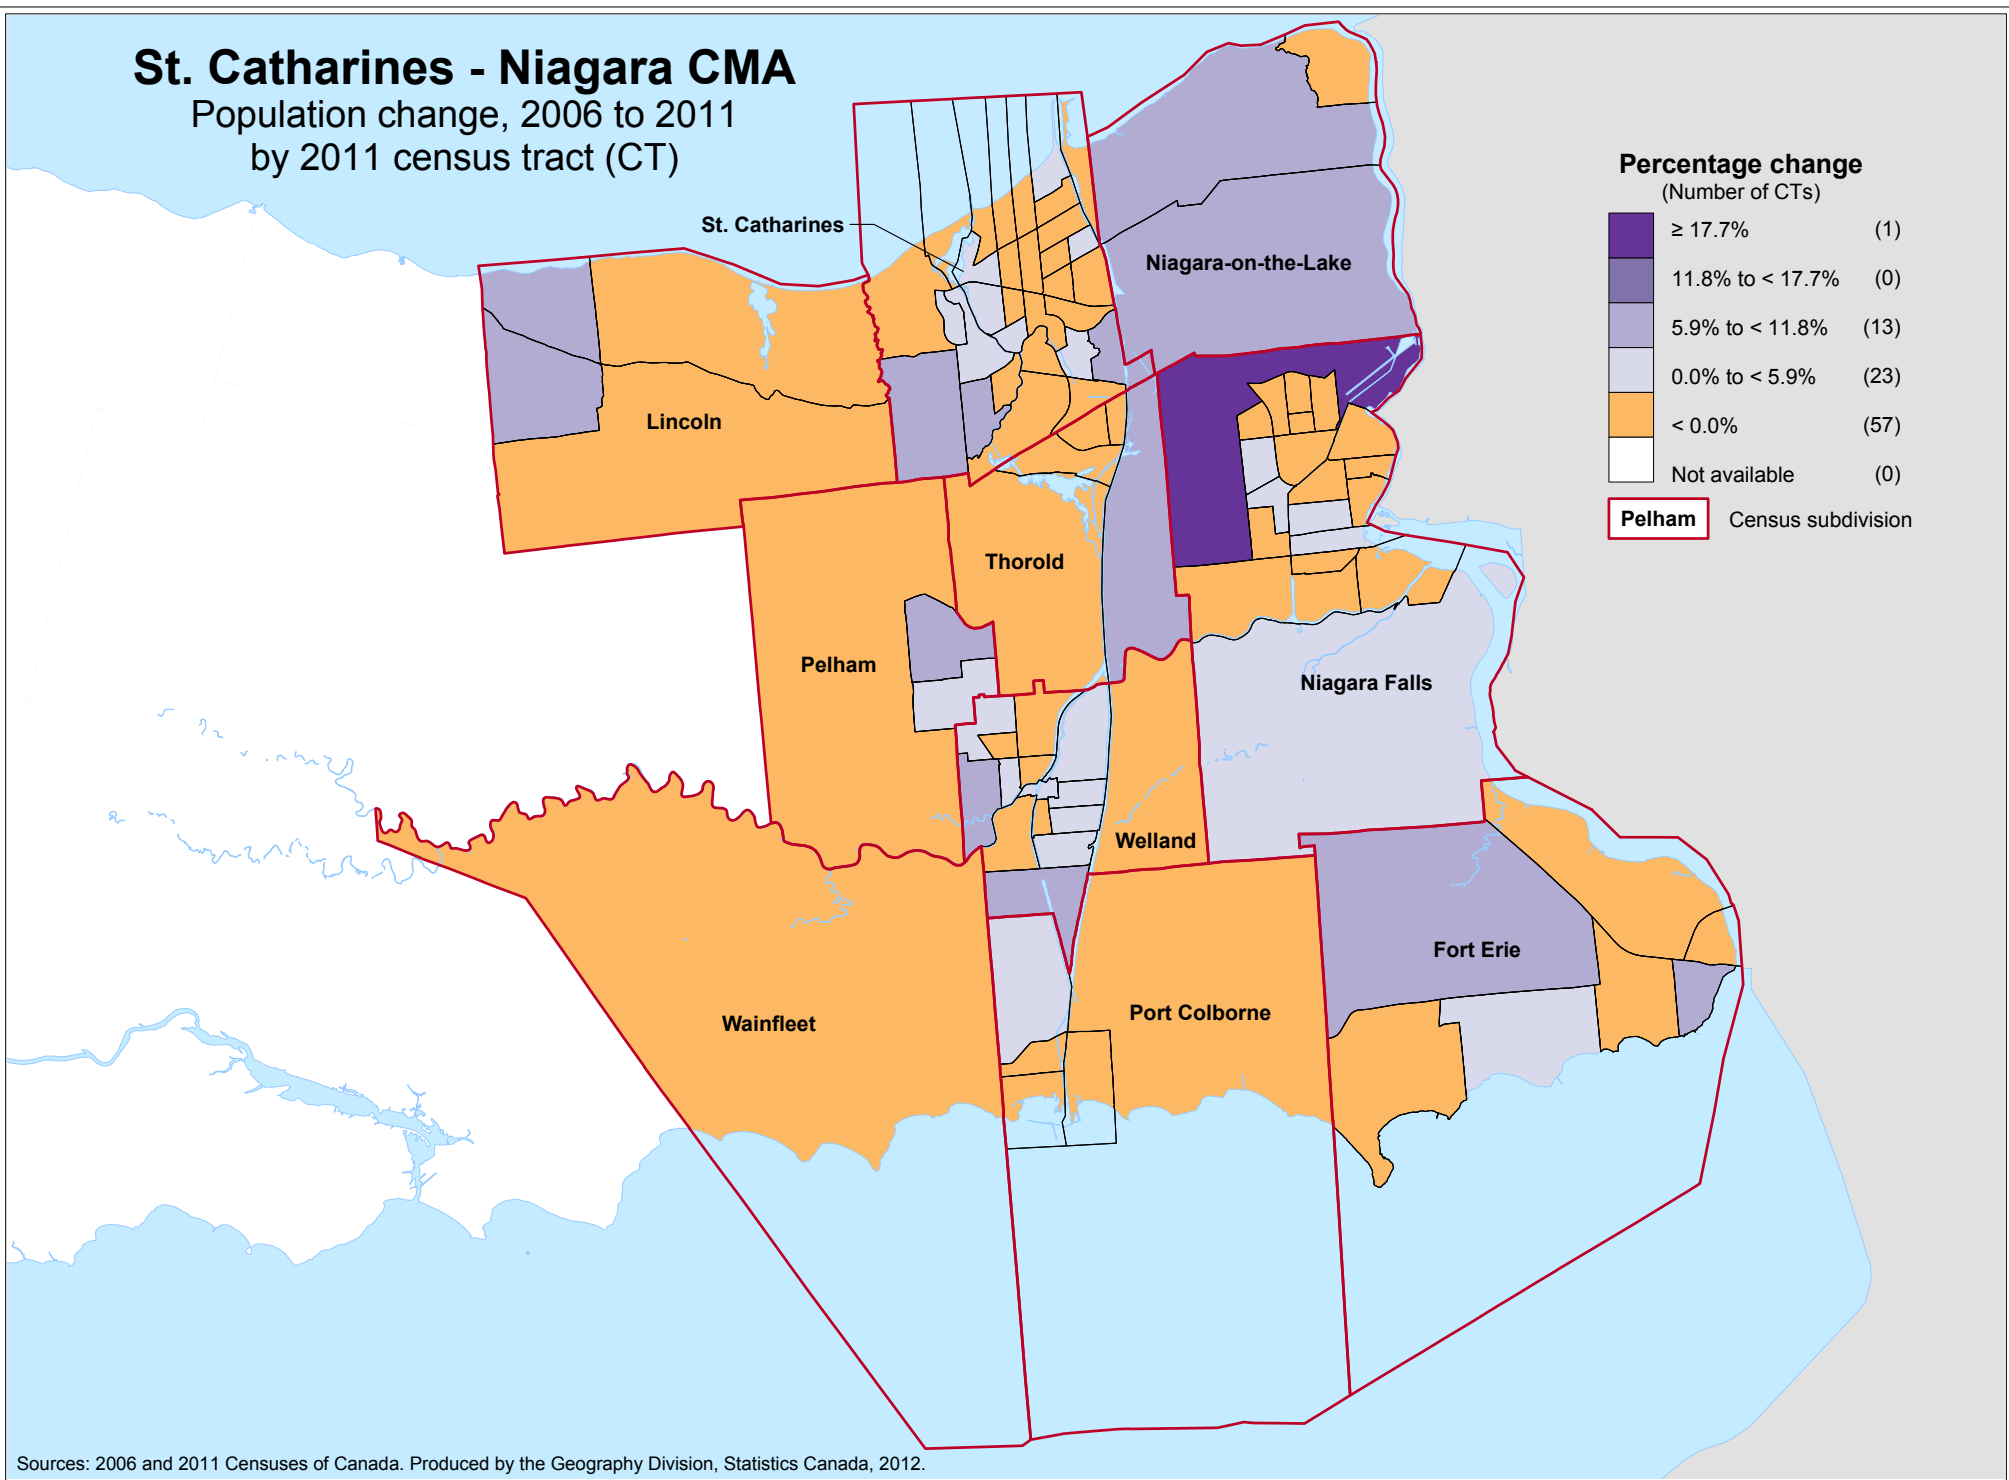 St. Catharines - Niagara CMA
Population change, 2006 to 2011
by 2011 census tract (CT)
Percentage change
(Number of CTs)
≥ 17.7% (1)
11.8% to < 17.7% (0)
5.9% to < 11.8% (13)
0.0% to < 5.9% (23)
< 0.0% (57)
Not available (0)
Pelham Census subdivision
St. Catharines
Niagara-on-the-Lake
Lincoln
Thorold
Pelham
Niagara Falls
Welland
Fort Erie
Port Colborne
Wainfleet
Sources: 2006 and 2011 Censuses of Canada. Produced by the Geography Division, Statistics Canada, 2012.